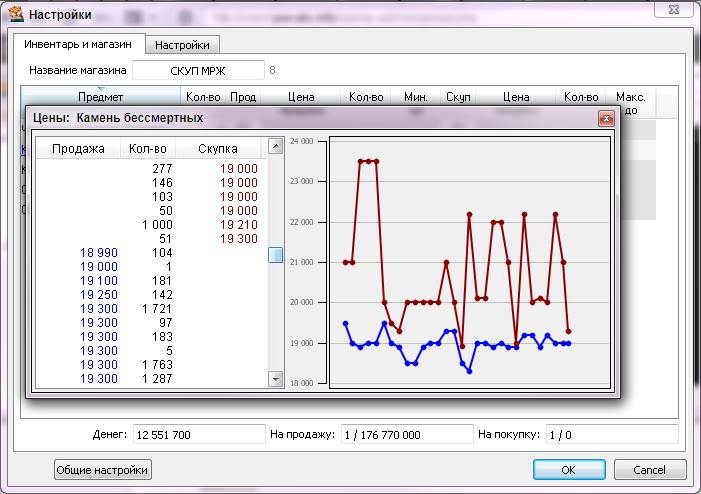 Настройки
Инвентарь и магазин
Настройки
Название магазина
СКУП МРЖ
8
Предмет Кол-во Прод Цена Кол-во Мин. Скуп Цена Кол-во Макс.
до
Цены: Камень бессмертных
Продажа Кол-во Скупка
277 19 000
146 19 000
103 19 000
50 19 000
1 000 19 210
51 19 300
18 990 104
19 000 1
19 100 181
19 250 142
19 300 1 721
19 300 97
19 300 183
19 300 5
19 300 1 763
19 300 1 287
24 000
23 000
22 000
21 000
20 000
19 000
18 000
Денег: 12 551 700 На продажу: 1 / 176 770 000 На покупку: 1 / 0
Общие настройки
OK
Cancel